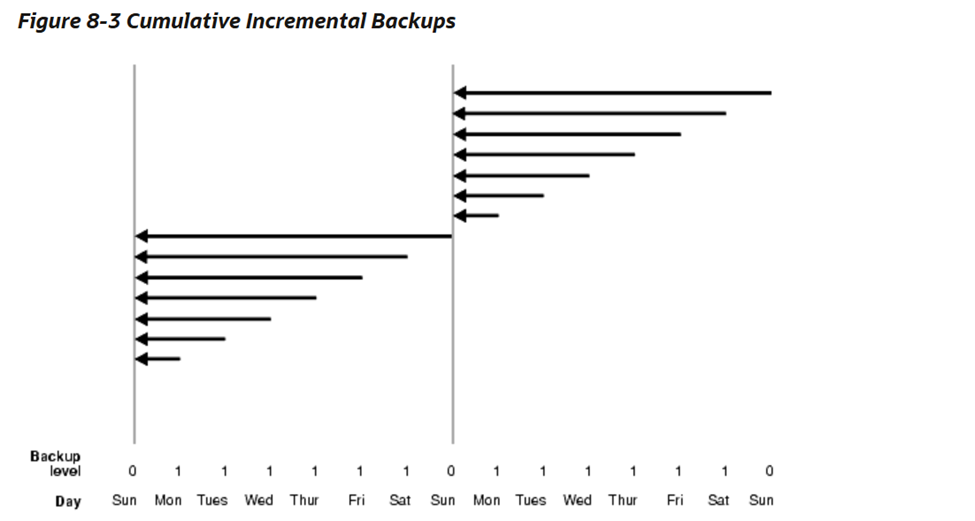 Figure 8-3 Cumulative Incremental Backups
Backup
level 0 1 1 1 1 1 1 0 1 1 1 1 1 1 0
Day Sun Mon Tues Wed Thur Fri Sat Sun Mon Tues Wed Thur Fri Sat Sun